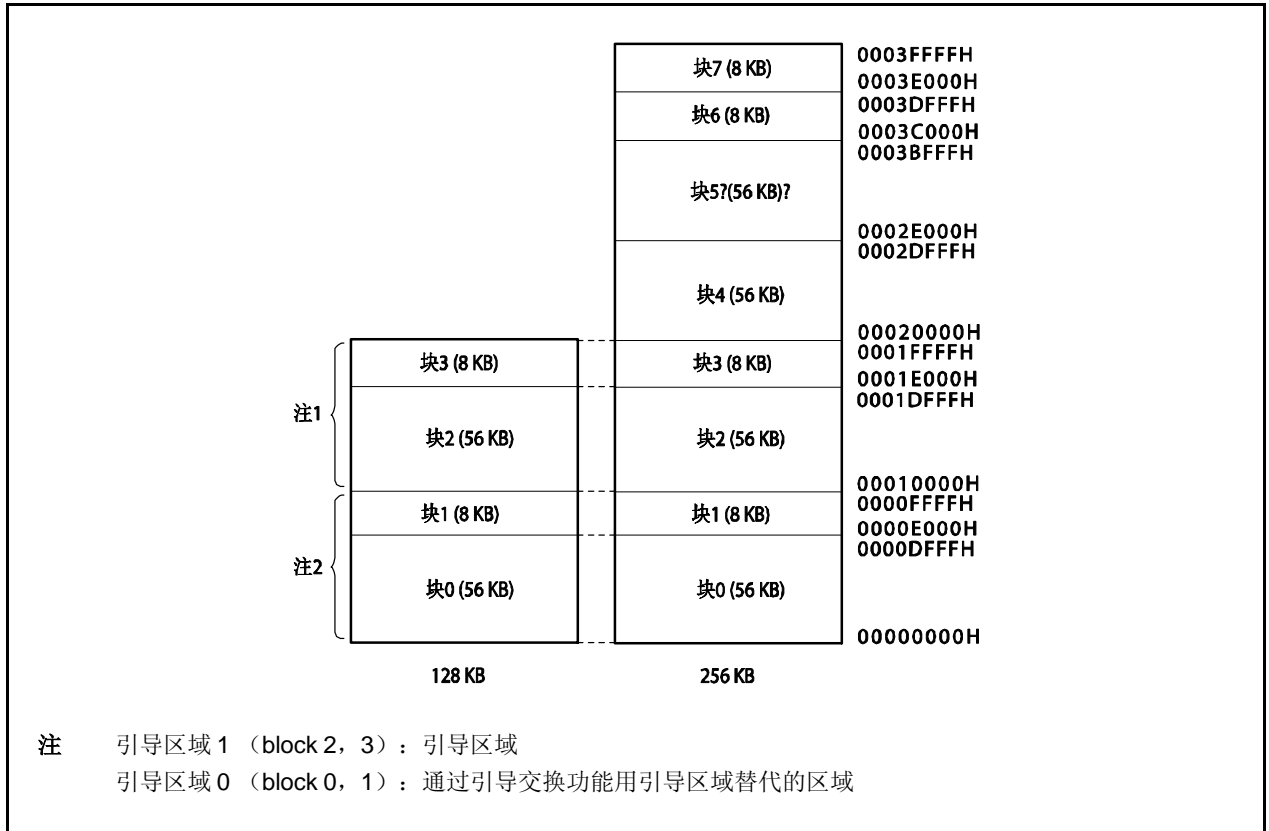 块7 (8 KB)
0003FFFFH
0003E000H
块6 (8 KB)
0003DFFFH
0003C000H
块5?(56 KB)?
0003BFFFH
0002E000H
块4 (56 KB)
0002DFFFH
00020000H
注1
块3 (8 KB)
块3 (8 KB)
0001FFFFH
0001E000H
块2 (56 KB)
块2 (56 KB)
0001DFFFH
00010000H
注2
块1 (8 KB)
块1 (8 KB)
0000FFFFH
0000E000H
块0 (56 KB)
块0 (56 KB)
0000DFFFH
00000000H
128 KB
256 KB
注 引导区域 1 （block 2，3）：引导区域
引导区域 0 （block 0，1）：通过引导交换功能用引导区域替代的区域